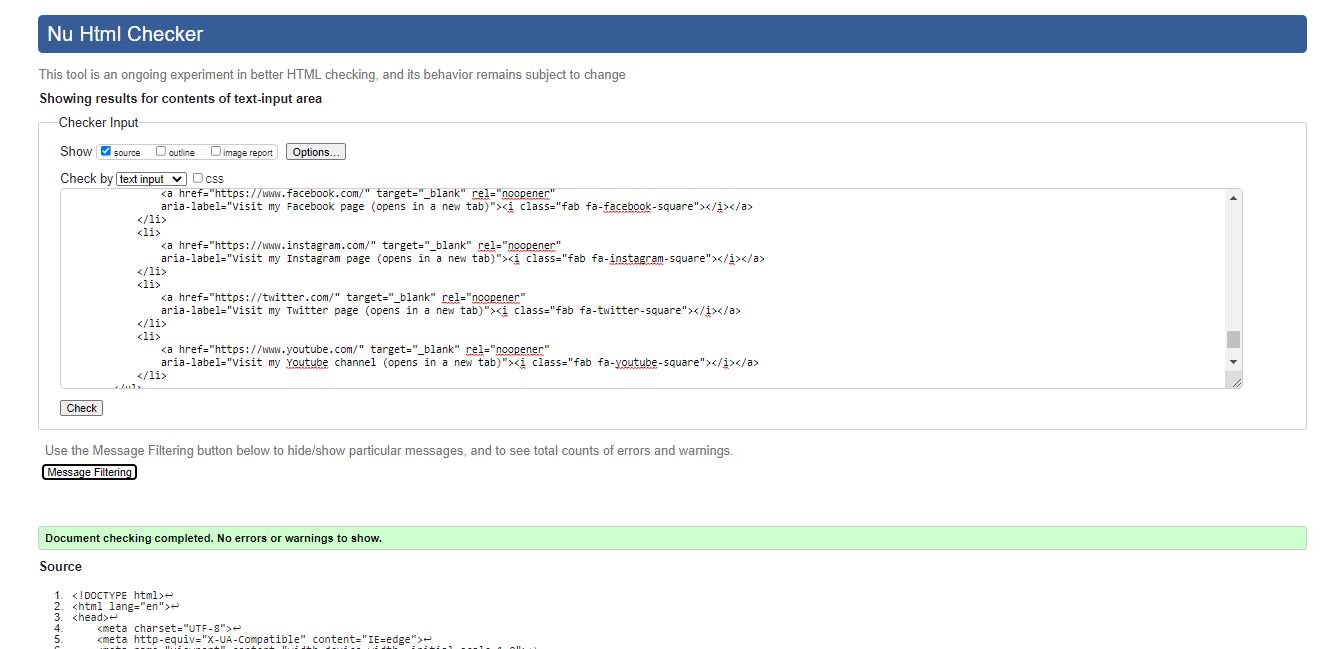 Nu Html Checker
This tool is an ongoing experiment in better HTML checking, and its behavior remains subject to change
Showing results for contents of text-input area
Checker Input
Show source outline image report Options...
Check by text input css
<a href="https://www.facebook.com/" target="_blank" rel="noopener"
aria-label="Visit my Facebook page (opens in a new tab)"><i class="fab fa-facebook-square"></i></a>
</li>
<li>
<a href="https://www.instagram.com/" target="_blank" rel="noopener"
aria-label="Visit my Instagram page (opens in a new tab)"><i class="fab fa-instagram-square"></i></a>
</li>
<li>
<a href="https://twitter.com/" target="_blank" rel="noopener"
aria-label="Visit my Twitter page (opens in a new tab)"><i class="fab fa-twitter-square"></i></a>
</li>
<li>
<a href="https://www.youtube.com/" target="_blank" rel="noopener"
aria-label="Visit my Youtube channel (opens in a new tab)"><i class="fab fa-youtube-square"></i></a>
</li>
</ul>
Check
Use the Message Filtering button below to hide/show particular messages, and to see total counts of errors and warnings.
Message Filtering
Document checking completed. No errors or warnings to show.
Source
1. <!DOCTYPE html>↩
2. <html lang="en">↩
3. <head>↩
4. <meta charset="UTF-8">↩
5. <meta http-equiv="X-UA-Compatible" content="IE=edge">↩